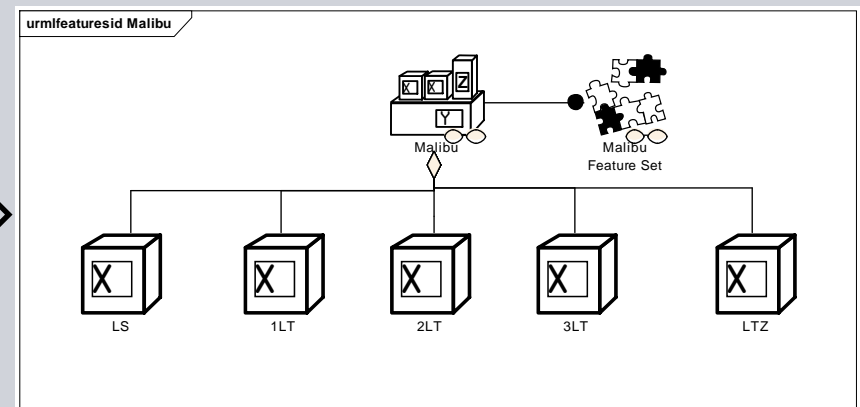 urmlfeaturesid Malibu
X X Z
Y
Malibu
Malibu
Feature Set
X X X X X
LS 1LT 2LT 3LT LTZ